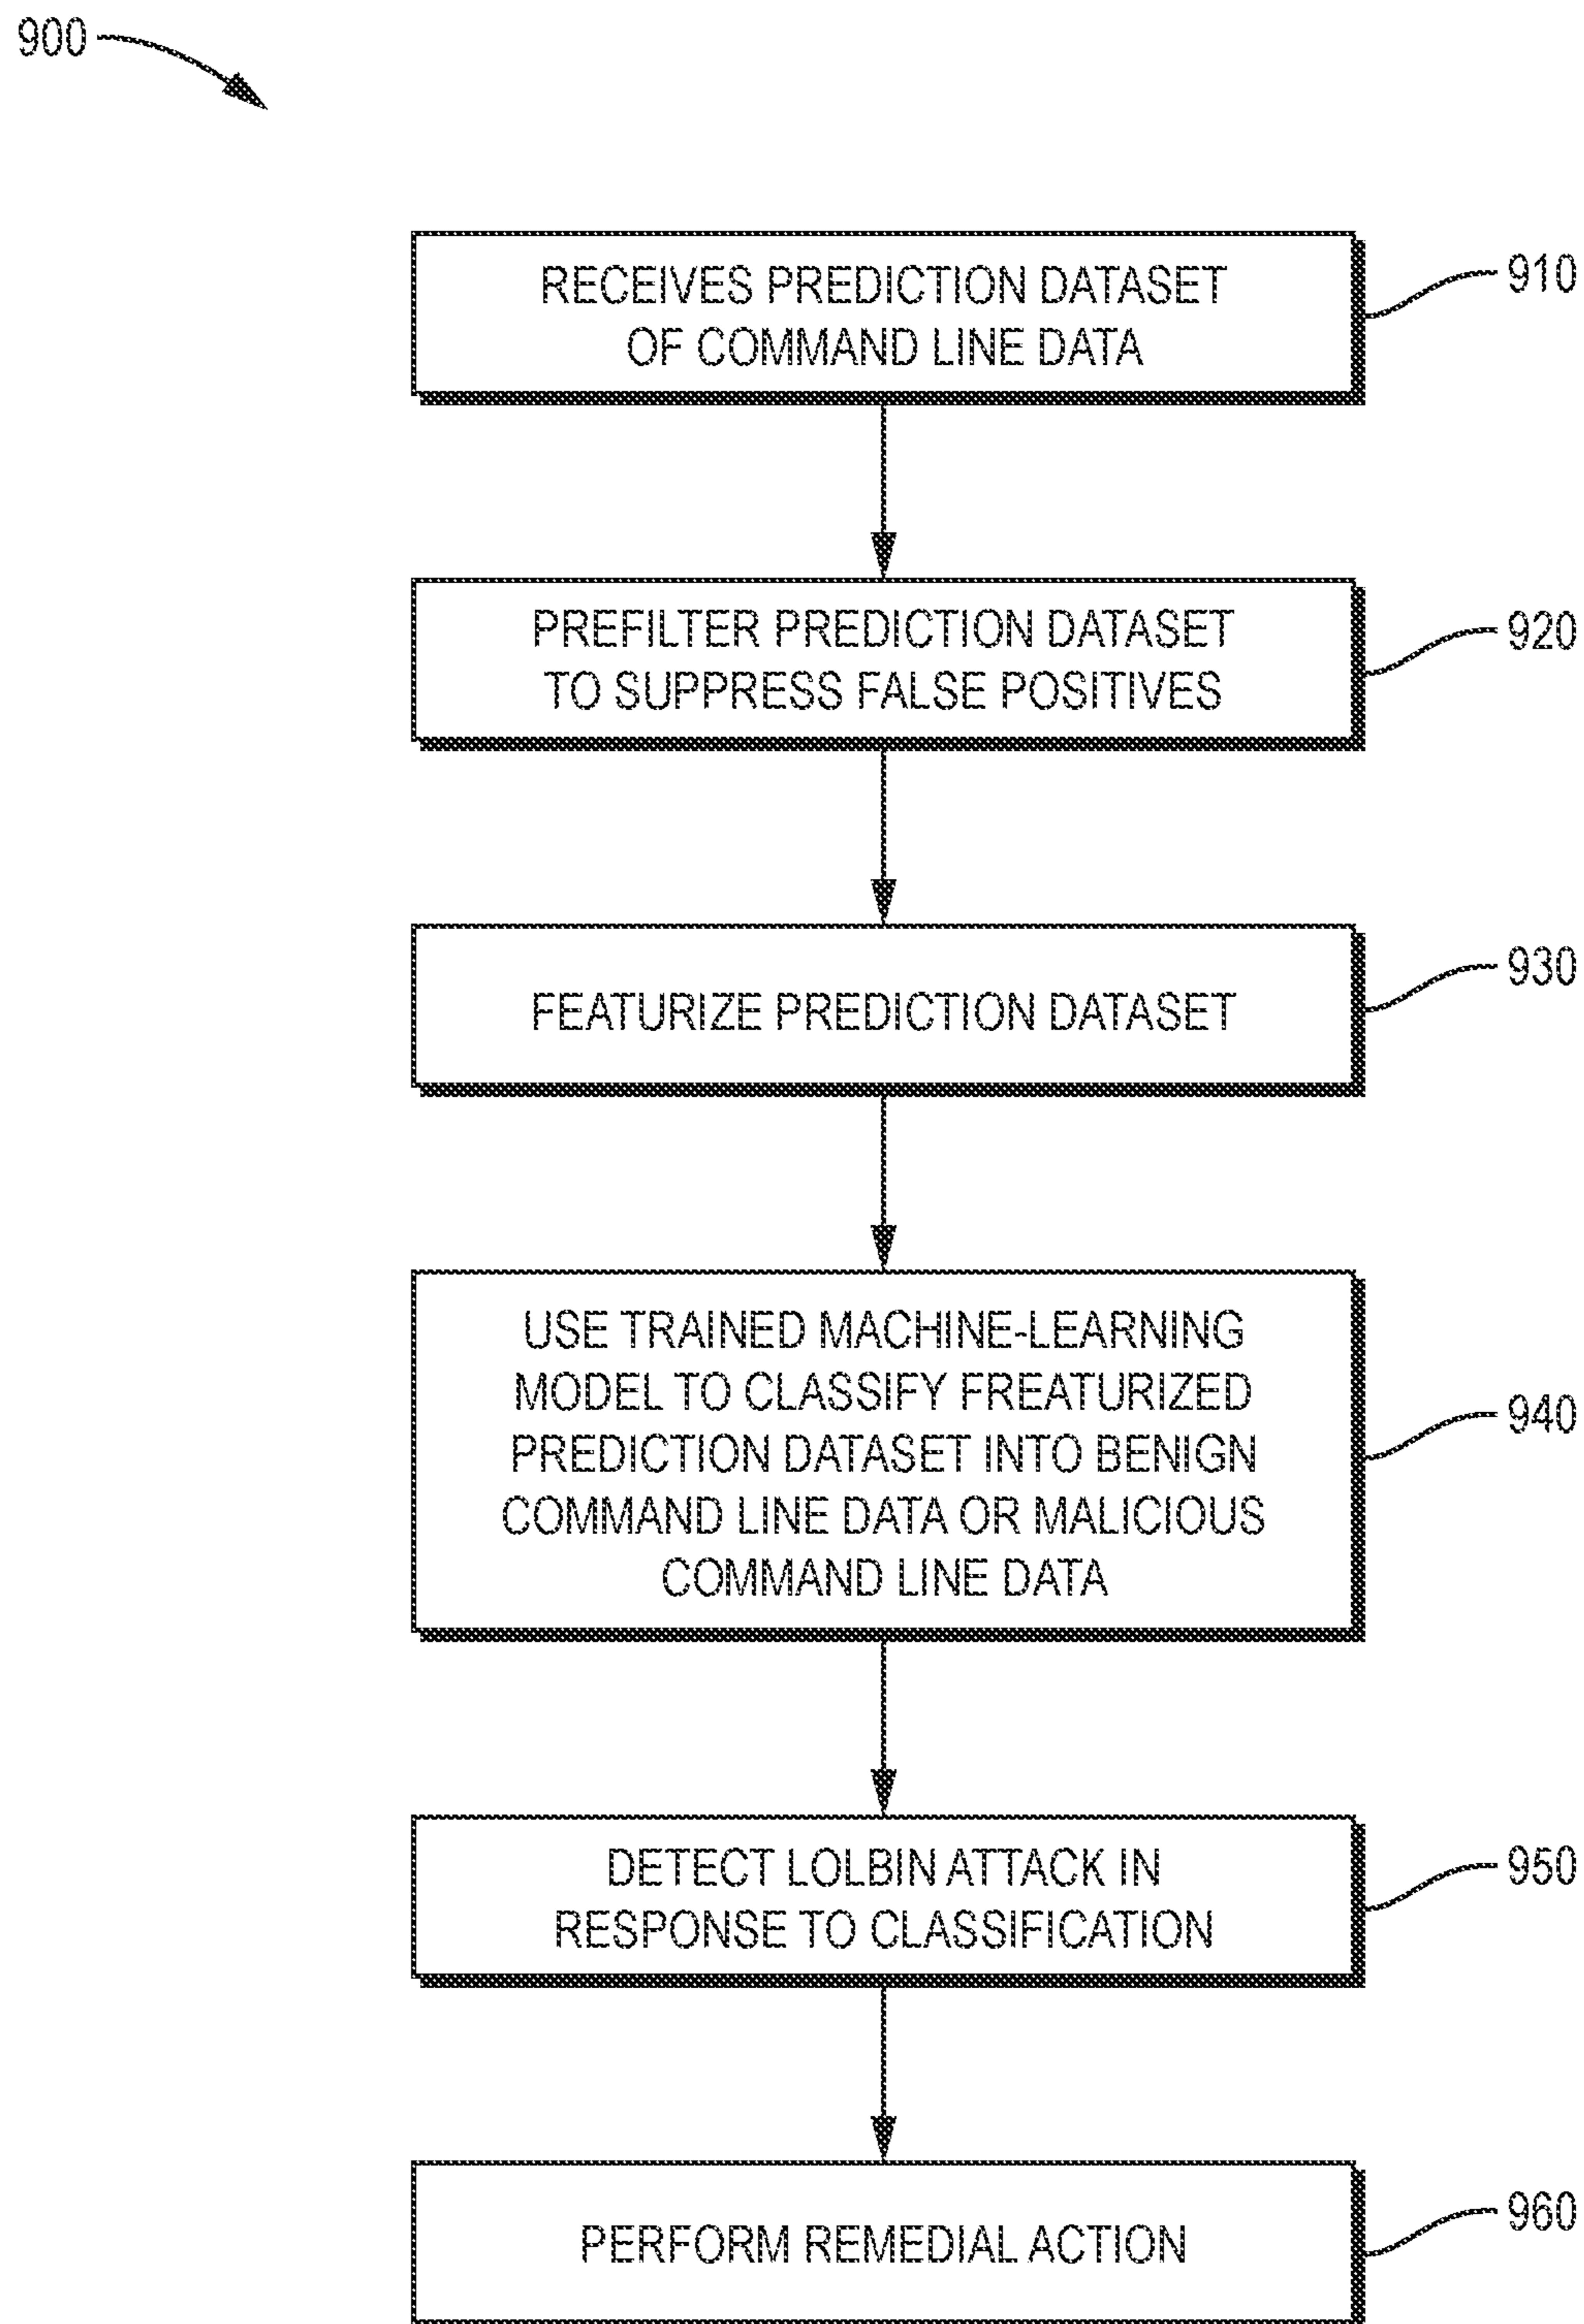 900
RECEIVES PREDICTION DATASET
OF COMMAND LINE DATA
910
PREFILTER PREDICTION DATASET
TO SUPPRESS FALSE POSITIVES
920
FEATURIZE PREDICTION DATASET
930
USE TRAINED MACHINE-LEARNING
MODEL TO CLASSIFY FREATURIZED
PREDICTION DATASET INTO BENIGN
COMMAND LINE DATA OR MALICIOUS
COMMAND LINE DATA
940
DETECT LOLBIN ATTACK IN
RESPONSE TO CLASSIFICATION
950
PERFORM REMEDIAL ACTION
960